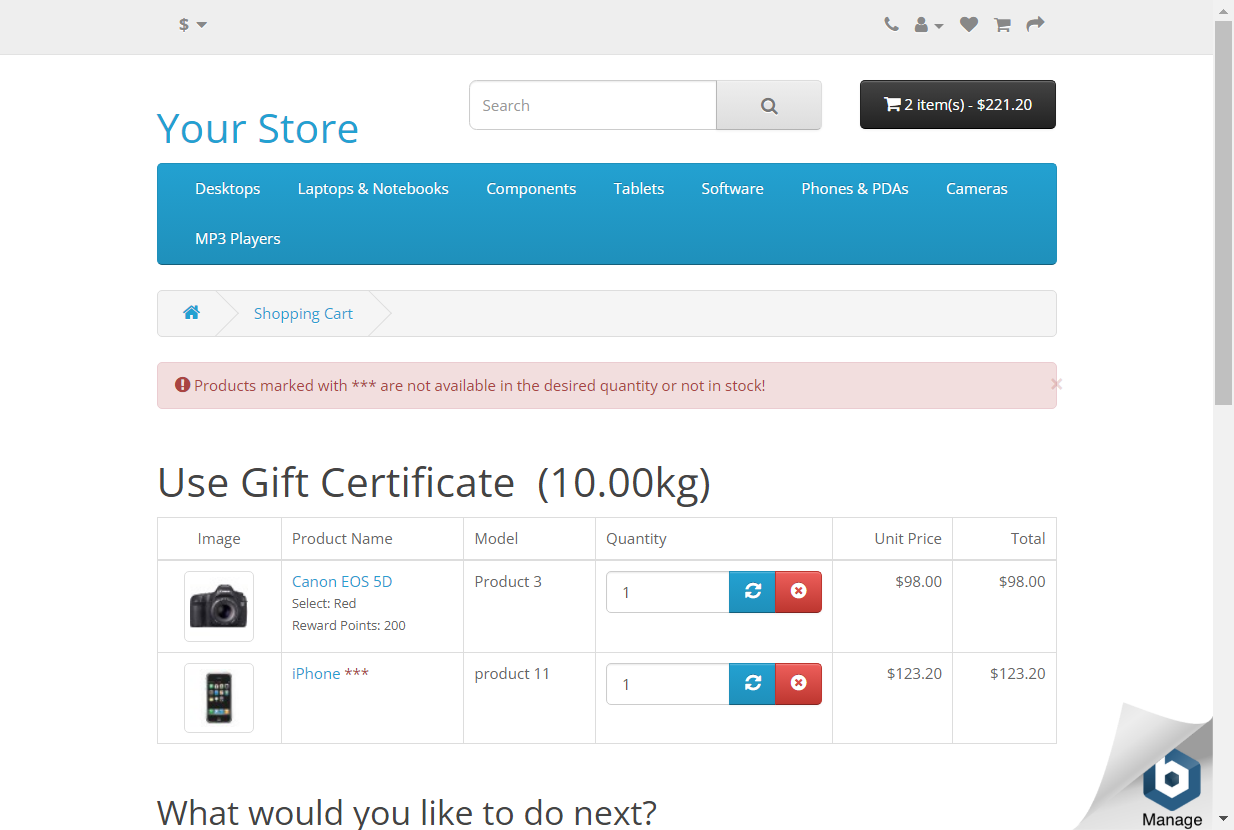 $
Search
2 item(s) - $221.20
Your Store
Desktops Laptops & Notebooks Components Tablets Software Phones & PDAs Cameras
MP3 Players
Shopping Cart
Products marked with *** are not available in the desired quantity or not in stock!
×
Use Gift Certificate (10.00kg)
Image Product Name Model Quantity Unit Price Total
Canon EOS 5D Product 3 1 $98.00 $98.00
Select: Red
Reward Points: 200
iPhone *** product 11 1 $123.20 $123.20
What would you like to do next?
b
Manage